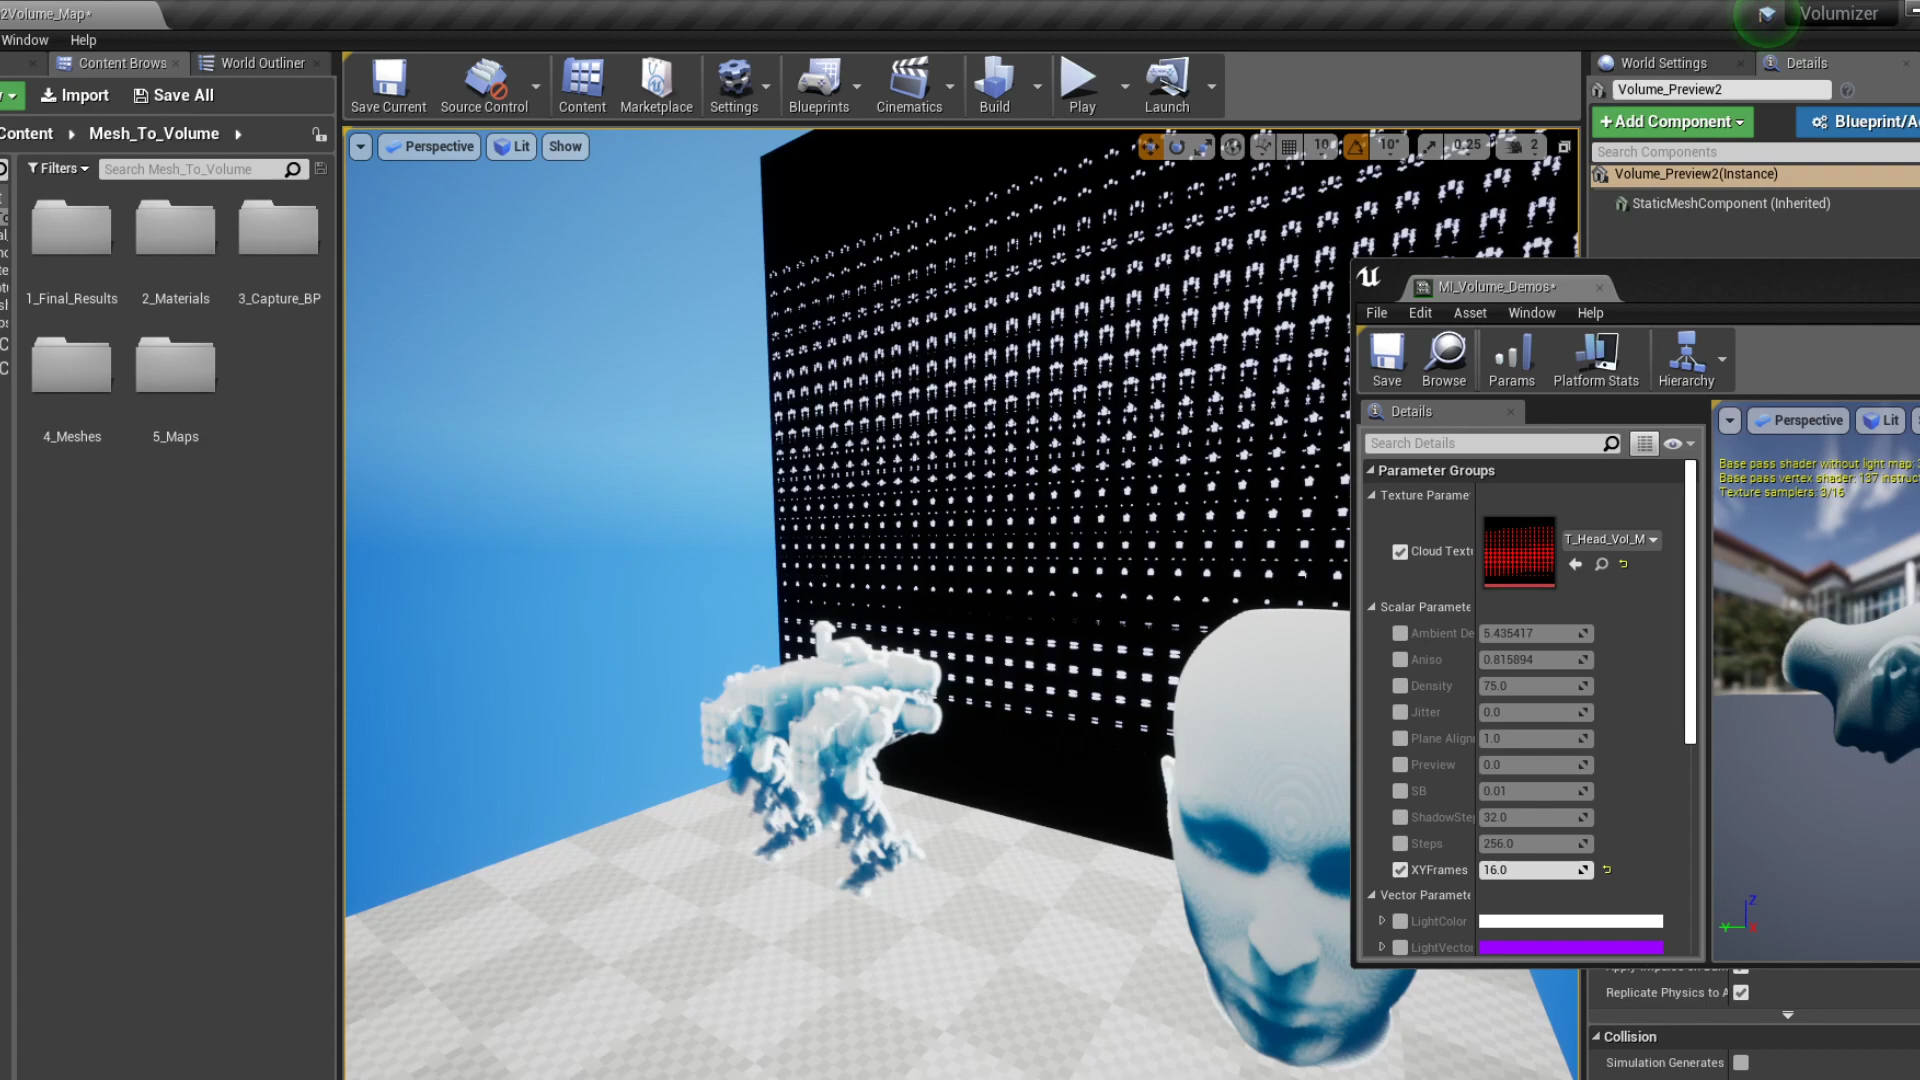 2Volume_Map*
Volumizer
Window Help
Content Brows
World Outliner
World Settings
Details
Import
Save All
Save Current
Source Control
Content
Marketplace
Settings
Blueprints
Cinematics
Build
Play
Launch
Volume_Preview2
+Add Component
Blueprint/A
Content
Mesh_To_Volume
Filters
Search Mesh_To_Volume
Perspective
Lit
Show
10
10°
0.25
2
Search Components
Volume_Preview2(Instance)
StaticMeshComponent (Inherited)
1_Final_Results
2_Materials
3_Capture_BP
4_Meshes
5_Maps
MI_Volume_Demos*
File Edit Asset Window Help
Save
Browse
Params
Platform Stats
Hierarchy
Details
Search Details
Perspective
Lit
Base pass shader without light map: 
Base pass vertex shader: 137 instruc
Texture samplers: 3/16
Parameter Groups
Texture Parame
Cloud Textu
T_Head_Vol_M
Scalar Paramete
Ambient De 5.435417
Aniso 0.815894
Density 75.0
Jitter 0.0
Plane Align 1.0
Preview 0.0
SB 0.01
ShadowSte 32.0
Steps 256.0
XYFrames 16.0
Vector Paramete
LightColor
LightVecto
Z
Y
Replicate Physics to A
Collision
Simulation Generates